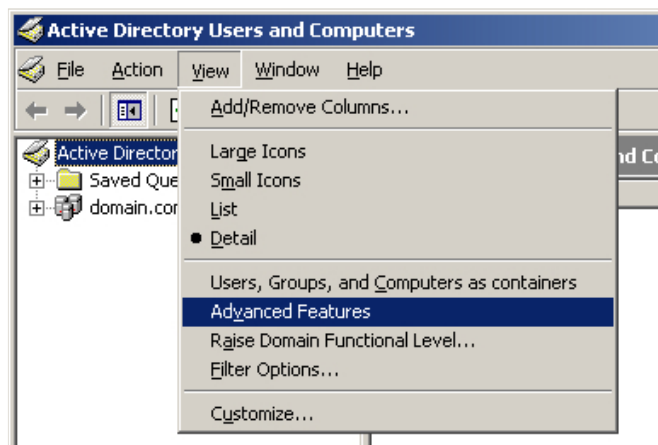 Active Directory Users and Computers
File Action View Window Help
Add/Remove Columns...
Active Director
Large Icons
nd Co
Saved Que
Small Icons
domain.cor
List
Detail
Users, Groups, and Computers as containers
Advanced Features
Raise Domain Functional Level...
Filter Options...
Customize...